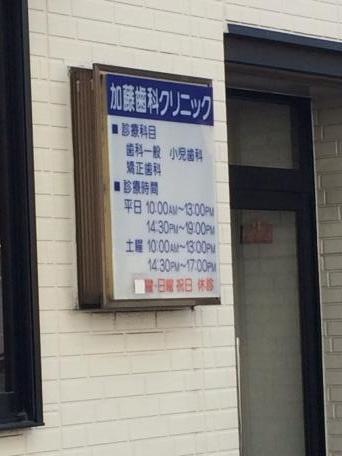 加藤歯科クリニック
■診療科目
歯科一般 小児歯科
矯正歯科
■診療時間
平日 10:00AM～13:00PM
14:30PM～19:00PM
土曜 10:00AM～13:00PM
14:30PM～17:00PM
曜・日曜 祝日 休診